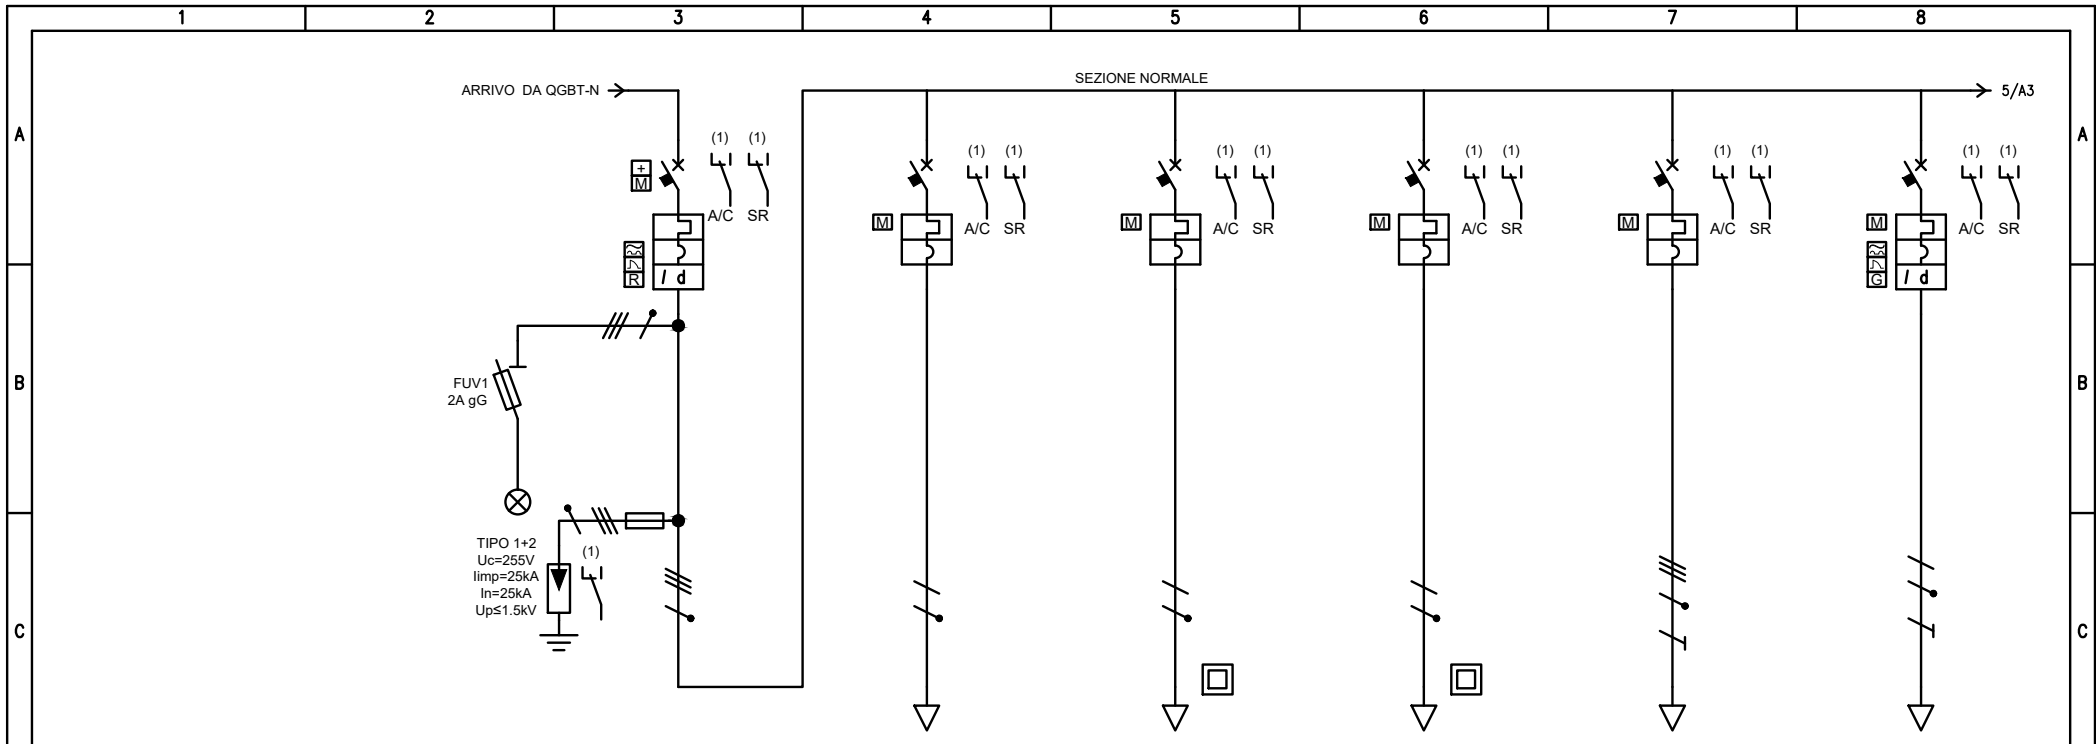 1 2 3 4 5 6 7 8
SEZIONE NORMALE
ARRIVO DA QGBT-N
5/A3
A A
(1) (1)
(1) (1) (1) (1) (1) (1) (1) (1) (1) (1)
+
M
A/C SR
M A/C SR M A/C SR M A/C SR M A/C SR M A/C SR
R I d
G I d
B B
FUV1
2A gG
TIPO 1+2
Uc=255V
Iimp=25kA
In=25kA
Up≤1.5kV
(1)
C C